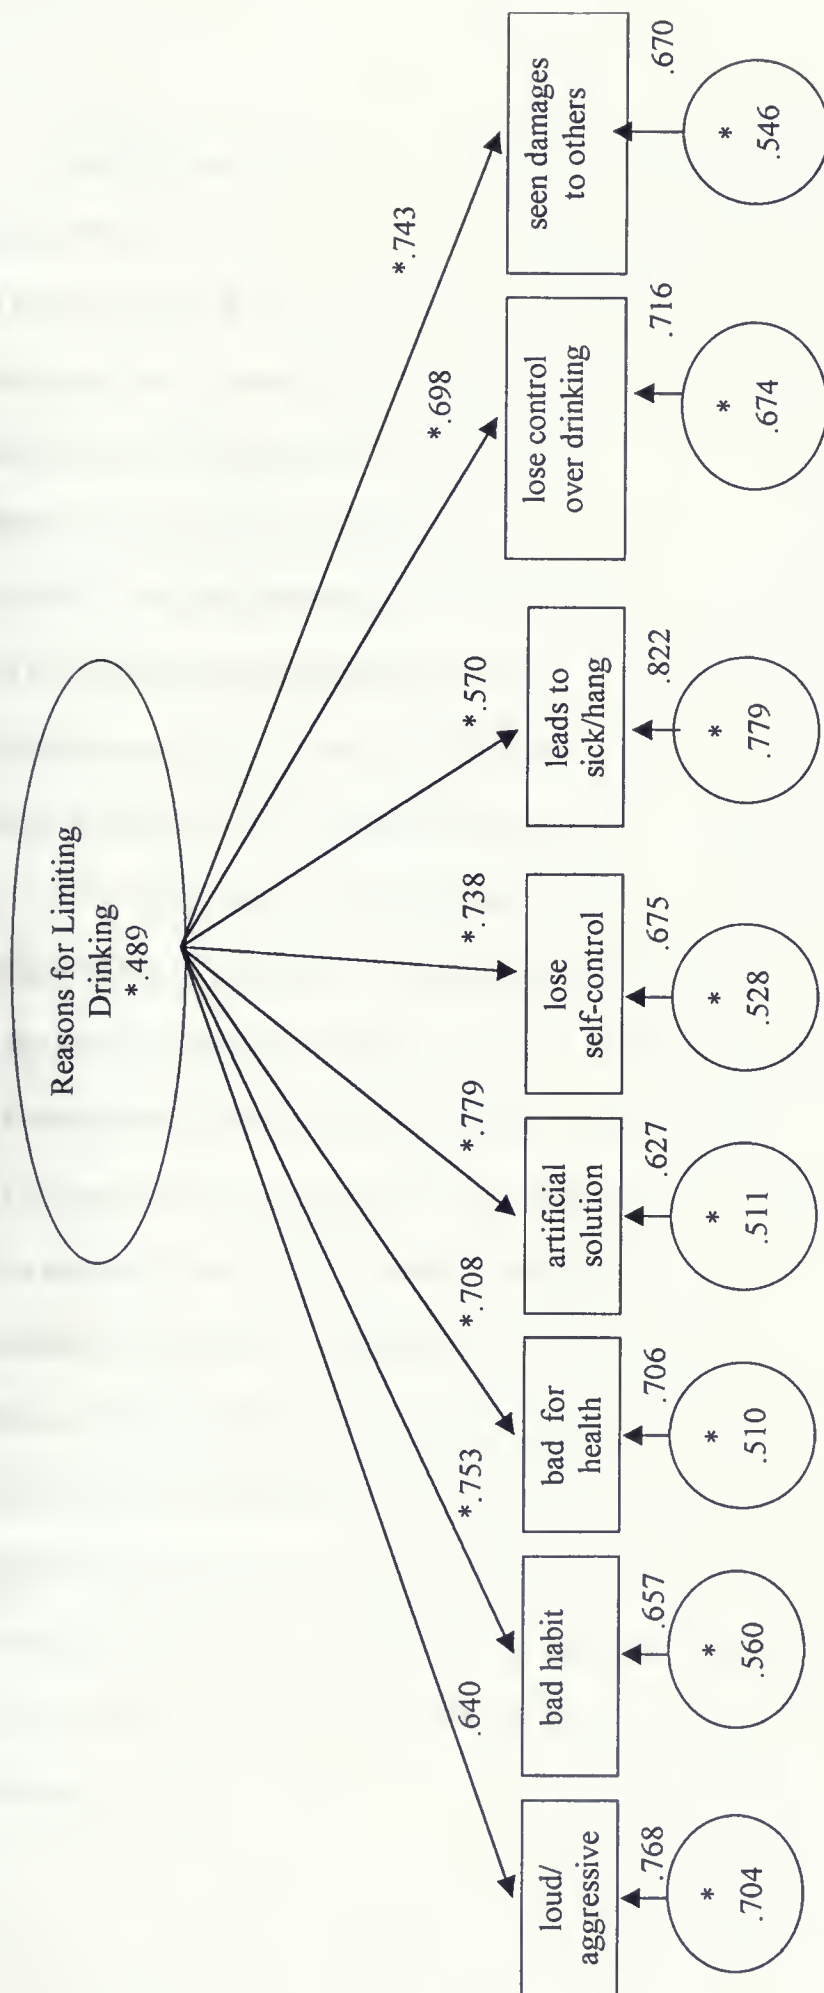 Reasons for Limiting
Drinking
*.489
.640
*.753
*.708
*.779
*.738
*.570
*.698
*.743
loud/
aggressive
bad habit
bad for
health
artificial
solution
lose
self-control
leads to
sick/hang
lose control
over drinking
seen damages
to others
.768
.657
.706
.627
.675
.822
.716
.670
*
.704
*
.560
*
.510
*
.511
*
.528
*
.779
*
.674
*
.546